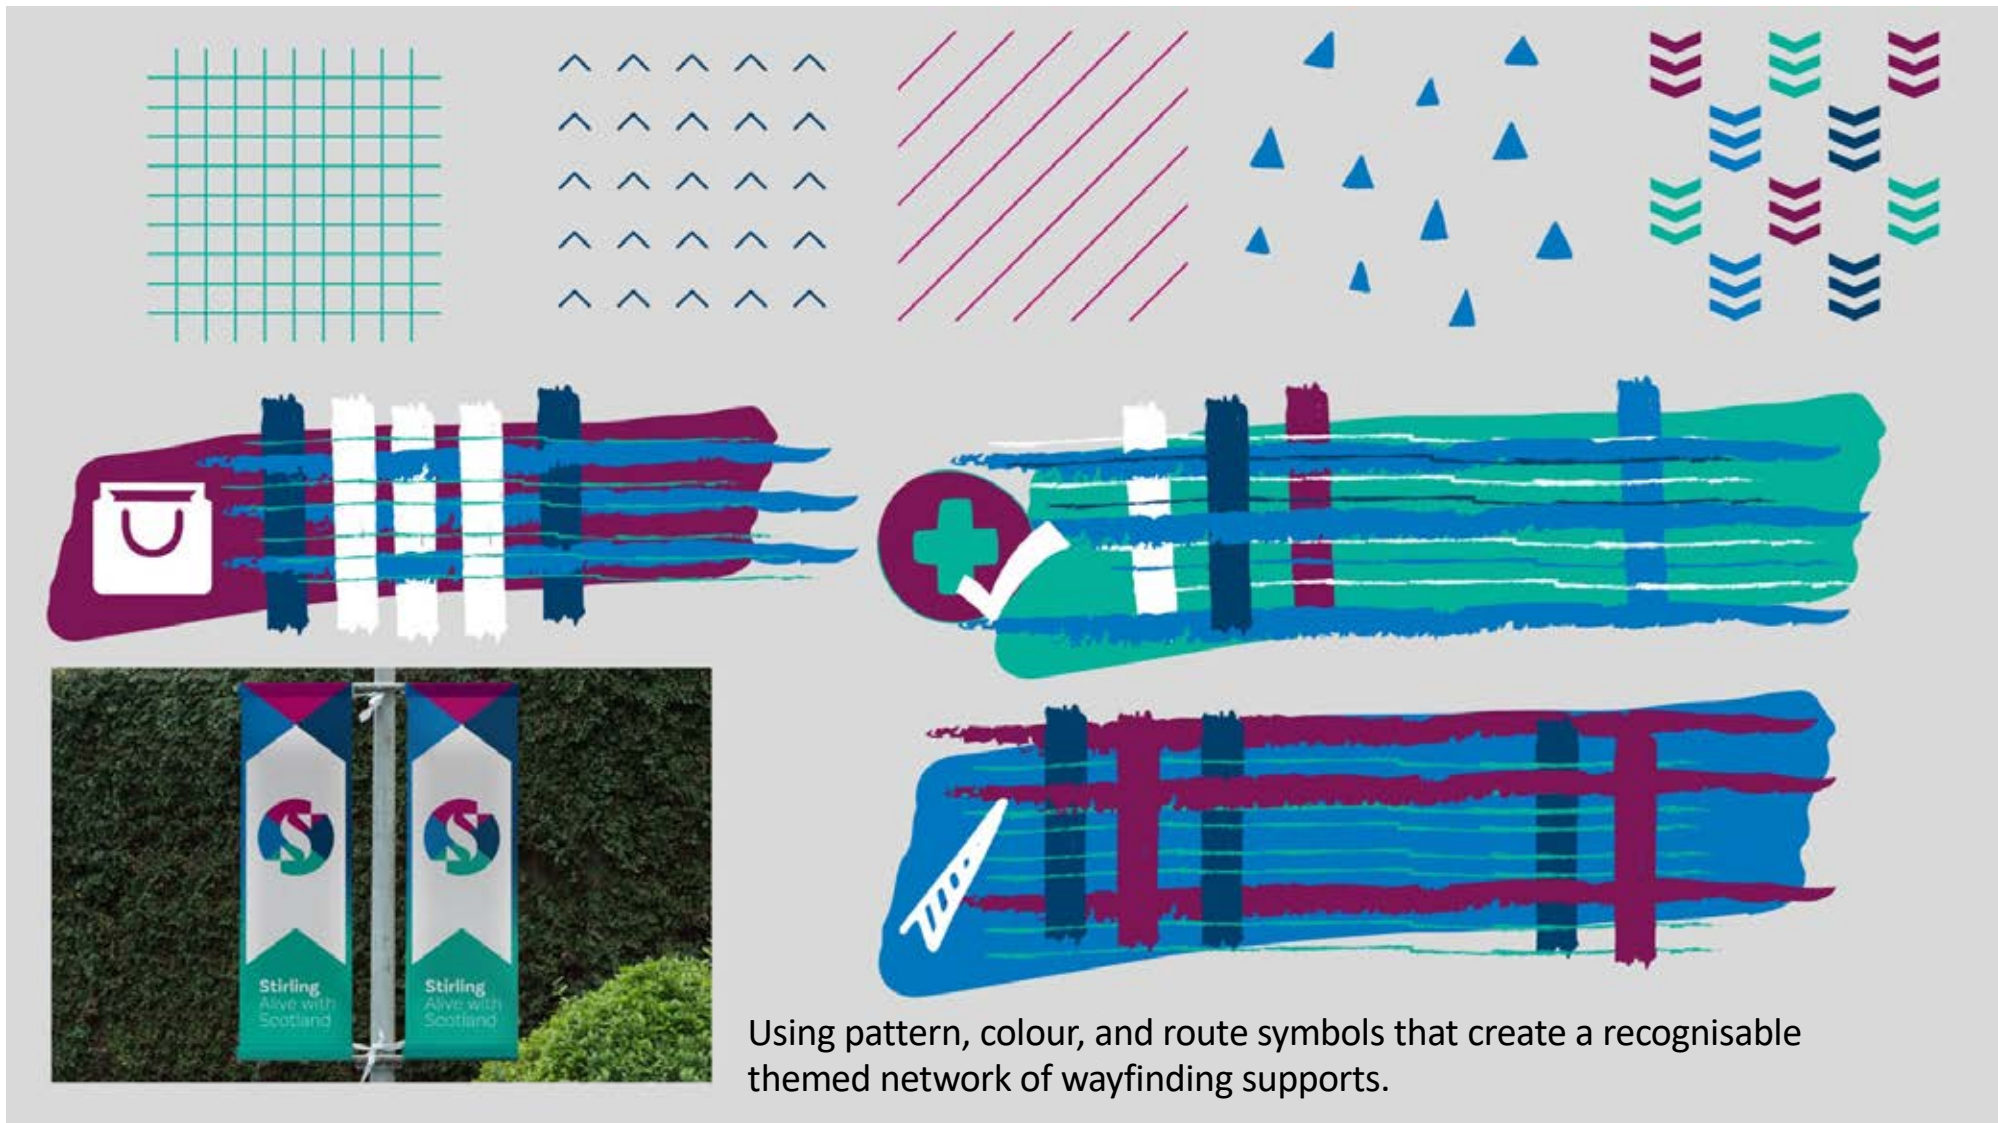 Stirling
Alive with
Scotland
Stirling
Alive with
Scotland
Using pattern, colour, and route symbols that create a recognisable
themed network of wayfinding supports.